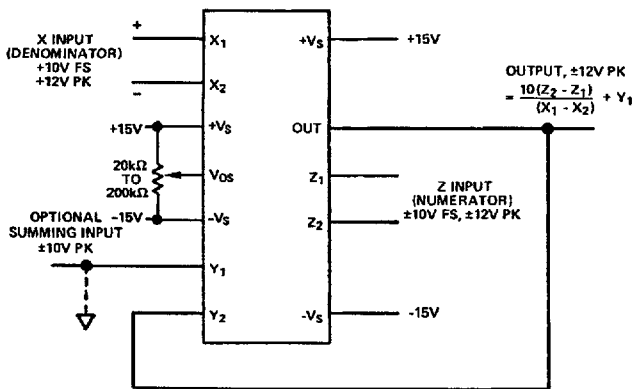 X INPUT
(DENOMINATOR)
+10V FS
+12V PK
+
−
X1
X2
+15V
+VS
20kΩ
TO
200kΩ
VOS
−15V
-VS
OPTIONAL
SUMMING INPUT
±10V PK
Y1
Y2
+VS
+15V
OUTPUT, ±12V PK
= 10(Z2 - Z1)
(X1 - X2)
+ Y1
OUT
Z1
Z2
Z INPUT
(NUMERATOR)
±10V FS, ±12V PK
-VS
-15V